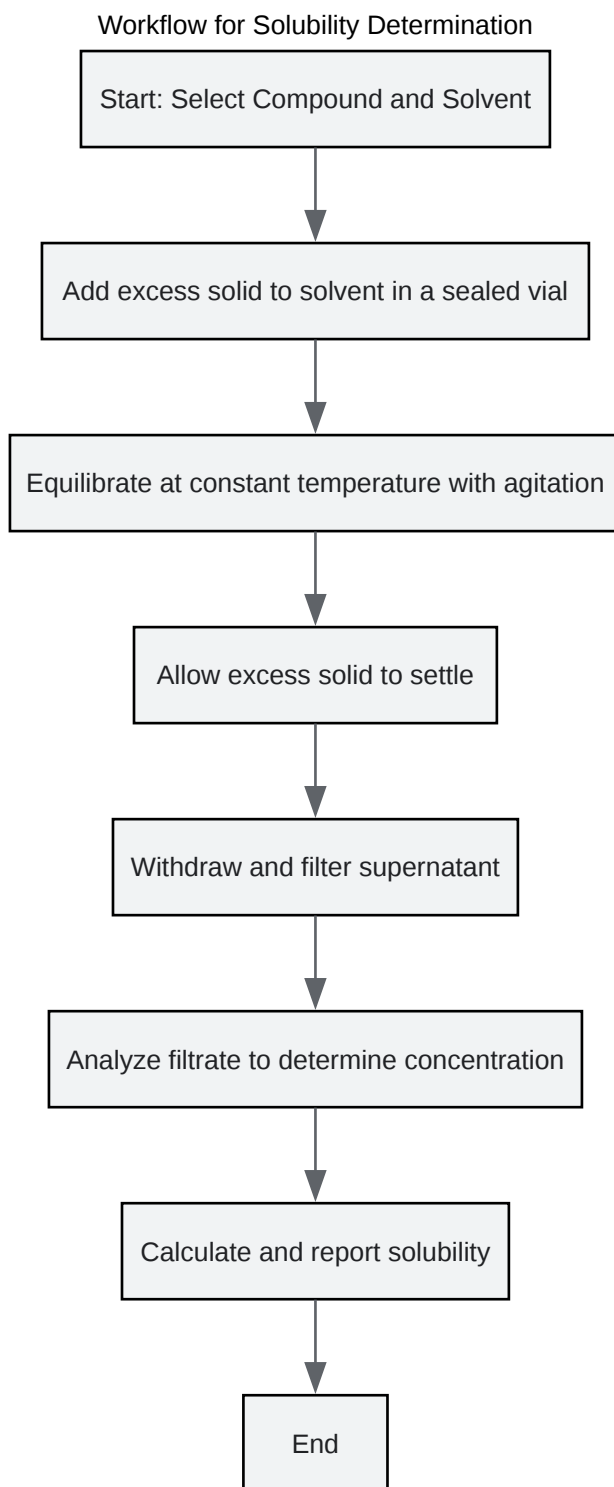 Workflow for Solubility Determination
Start: Select Compound and Solvent
Add excess solid to solvent in a sealed vial
Equilibrate at constant temperature with agitation
Allow excess solid to settle
Withdraw and filter supernatant
Analyze filtrate to determine concentration
Calculate and report solubility
End